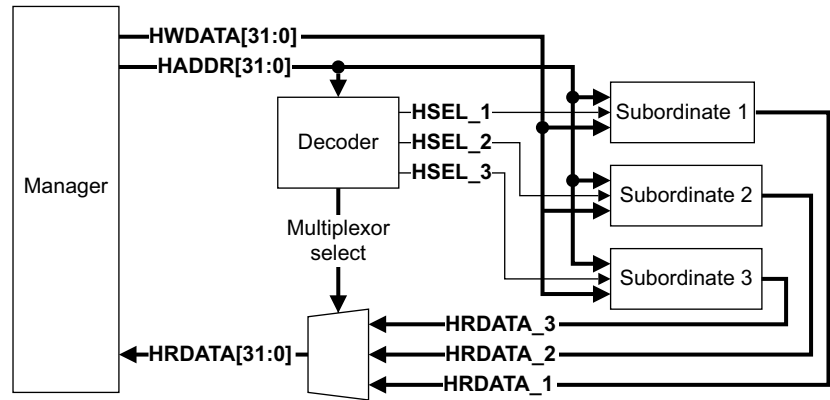 HWDATA[31:0]
HADDR[31:0]
Manager
Decoder
HSEL_1
HSEL_2
HSEL_3
Subordinate 1
Subordinate 2
Subordinate 3
Multiplexor
select
HRDATA_3
HRDATA[31:0]
HRDATA_2
HRDATA_1